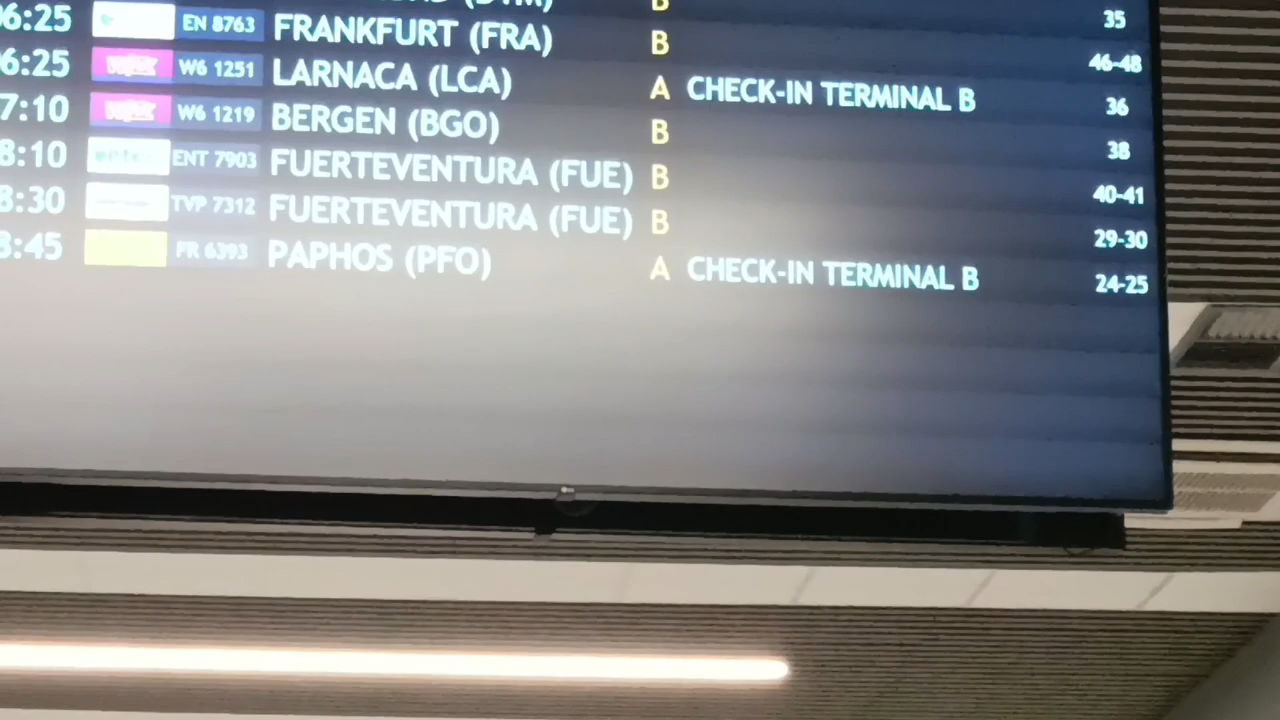 (DTM) B 35
6:25 EN 8763 FRANKFURT (FRA) B 46-48
6:25 W6 1251 LARNACA (LCA) A CHECK-IN TERMINAL B 36
7:10 W6 1219 BERGEN (BGO) B 38
8:10 ENT 7903 FUERTEVENTURA (FUE) B 40-41
8:30 TVP 7312 FUERTEVENTURA (FUE) B 29-30
8:45 FR 6393 PAPHOS (PFO) A CHECK-IN TERMINAL B 24-25